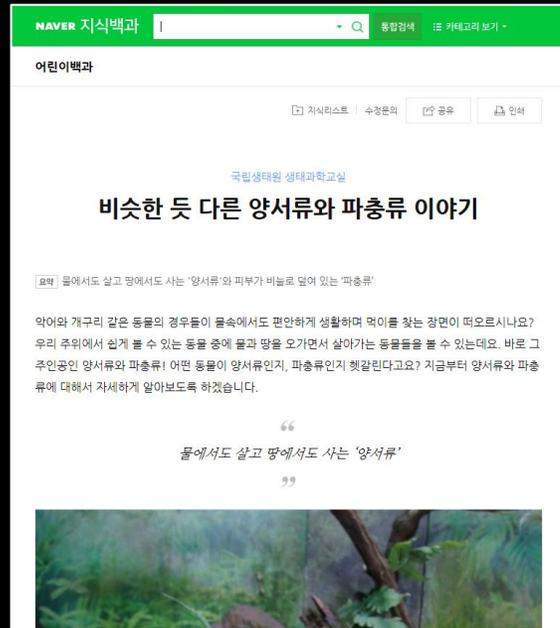 NAVER 지식백과
통합검색
카테고리 보기
어린이백과
지식리스트
수정문의
공유
인쇄
국립생태원 생태과학교실
비슷한 듯 다른 양서류와 파충류 이야기
요약 물에서도 살고 땅에서도 사는 '양서류'와 피부가 비늘로 덮여 있는 '파충류'
악어와 개구리 같은 동물의 경우들이 물속에서도 편안하게 생활하며 먹이를 찾는 장면이 떠오르시나요?
우리 주위에서 쉽게 볼 수 있는 동물 중에 물과 땅을 오가면서 살아가는 동물들을 볼 수 있는데요. 바로 그
주인공인 양서류와 파충류! 어떤 동물이 양서류인지, 파충류인지 헷갈린다고요? 지금부터 양서류와 파충
류에 대해서 자세하게 알아보도록 하겠습니다.
“
물에서도 살고 땅에서도 사는 ‘양서류’
”